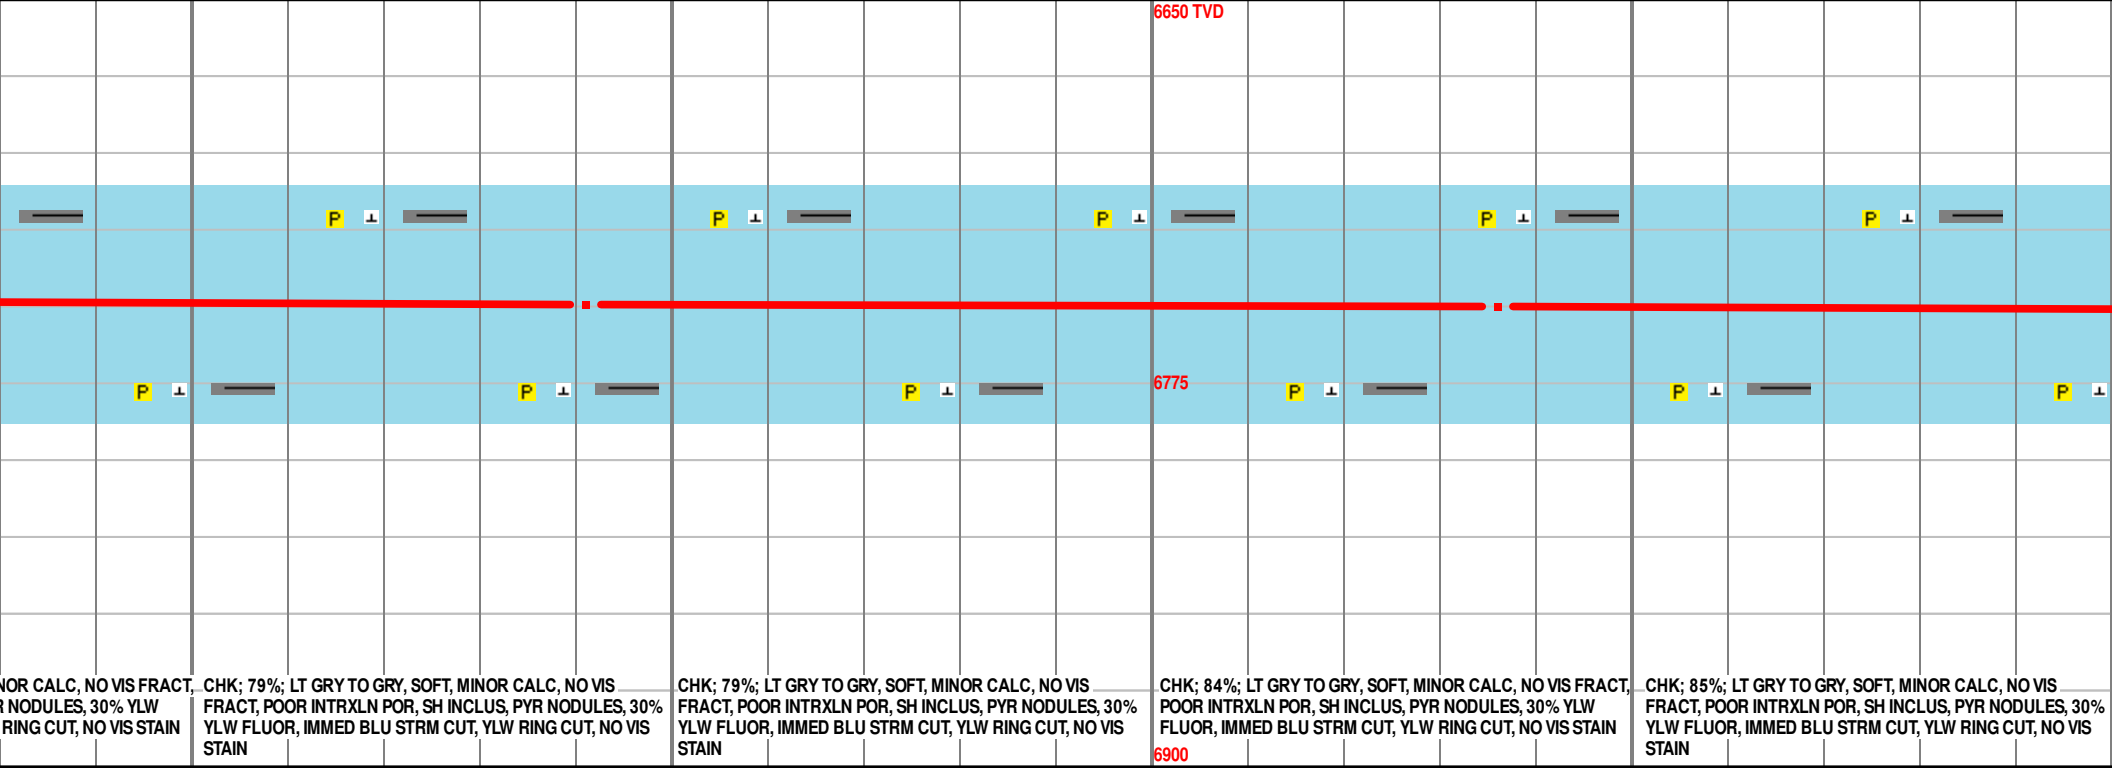 6650 TVD
P ⊥ P ⊥ P ⊥ P ⊥ P ⊥
6775
P ⊥ P ⊥ P ⊥ P ⊥ P ⊥ P ⊥
NOR CALC, NO VIS FRACT,
R NODULES, 30% YLW
RING CUT, NO VIS STAIN
CHK; 79%; LT GRY TO GRY, SOFT, MINOR CALC, NO VIS
FRACT, POOR INTRXLN POR, SH INCLUS, PYR NODULES, 30%
YLW FLUOR, IMMED BLU STRM CUT, YLW RING CUT, NO VIS
STAIN
CHK; 79%; LT GRY TO GRY, SOFT, MINOR CALC, NO VIS
FRACT, POOR INTRXLN POR, SH INCLUS, PYR NODULES, 30%
YLW FLUOR, IMMED BLU STRM CUT, YLW RING CUT, NO VIS
STAIN
CHK; 84%; LT GRY TO GRY, SOFT, MINOR CALC, NO VIS FRACT,
POOR INTRXLN POR, SH INCLUS, PYR NODULES, 30% YLW
FLUOR, IMMED BLU STRM CUT, YLW RING CUT, NO VIS STAIN
CHK; 85%; LT GRY TO GRY, SOFT, MINOR CALC, NO VIS
FRACT, POOR INTRXLN POR, SH INCLUS, PYR NODULES, 30%
YLW FLUOR, IMMED BLU STRM CUT, YLW RING CUT, NO VIS
STAIN
6900